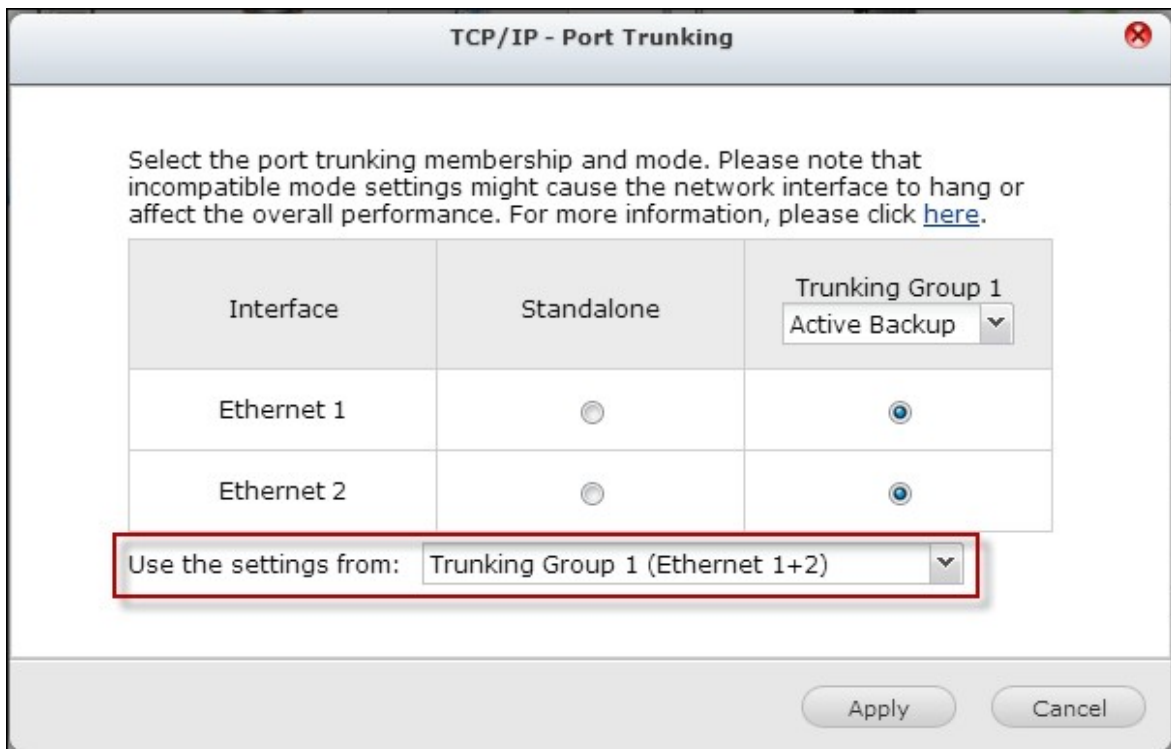 TCP/IP - Port Trunking
Select the port trunking membership and mode. Please note that
incompatible mode settings might cause the network interface to hang or
affect the overall performance. For more information, please click here.
Interface
Standalone
Trunking Group 1
Active Backup
Ethernet 1
Ethernet 2
Use the settings from: Trunking Group 1 (Ethernet 1+2)
Apply
Cancel